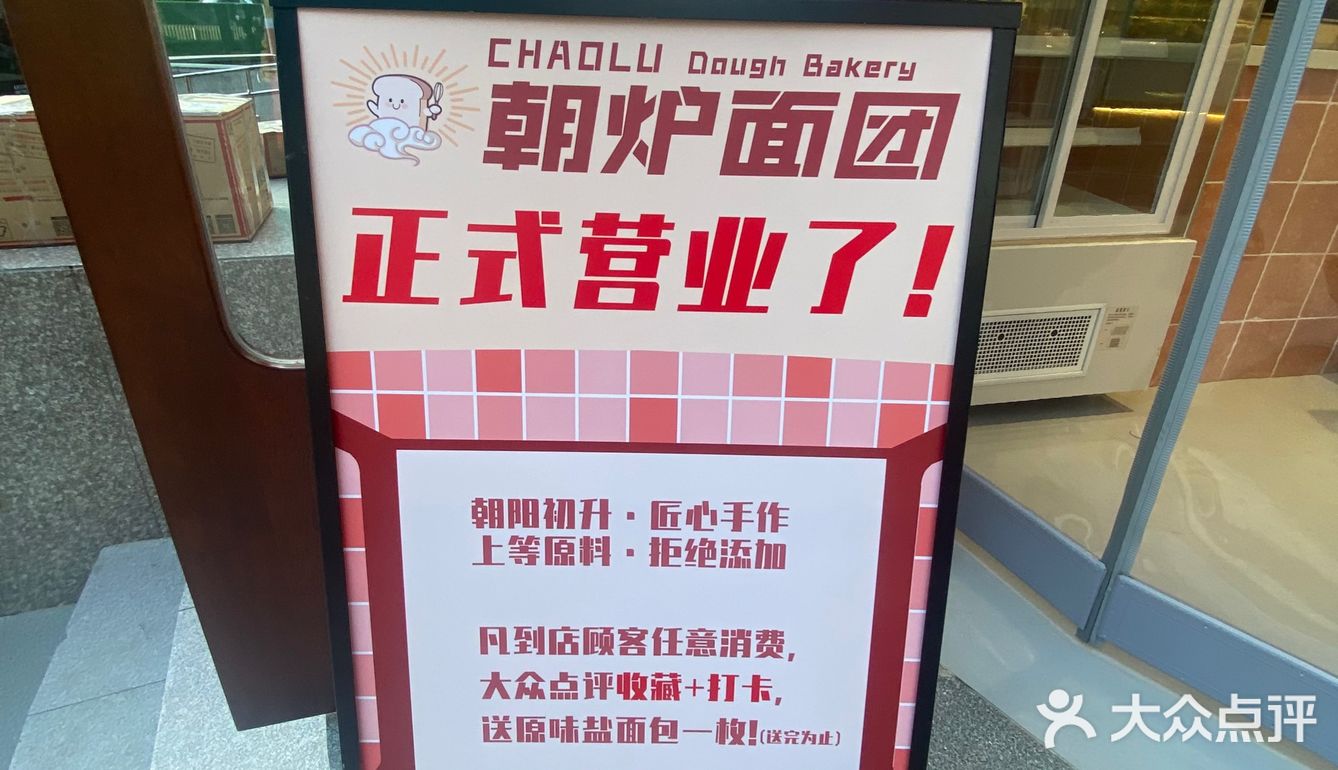 CHAOLU Dough Bakery
朝炉面团
正式营业了!
朝阳初升·匠心手作
上等原料·拒绝添加
凡到店顾客任意消费,
大众点评收藏+打卡,
送原味盐面包一枚!(送完为止)
大众点评